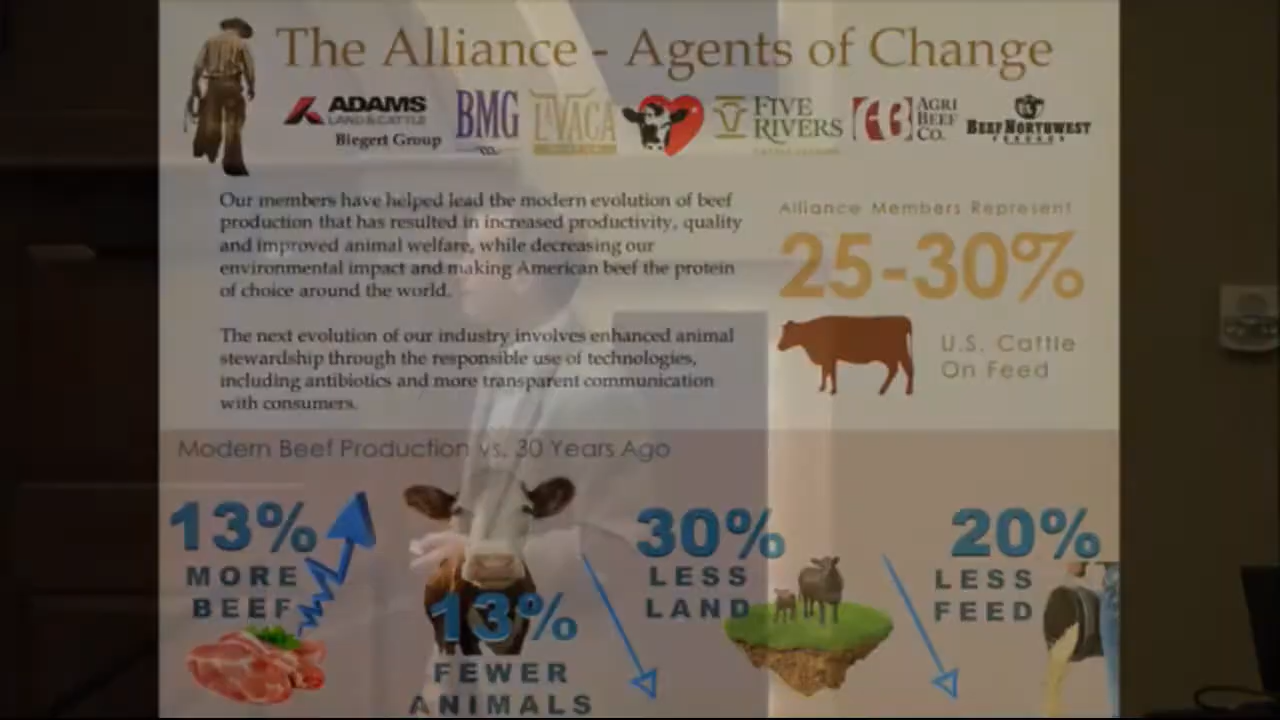 The Alliance - Agents of Change
ADAMS
LAND & CATTLE
Biegert Group
BMG
CO.
LAVACA
FIVE
RIVERS
AGRI
BEEF
CO.
BEEF NORTHWEST
FEEDERS
Our members have helped lead the modern evolution of beef
production that has resulted in increased productivity, quality
and improved animal welfare, while decreasing our
environmental impact and making American beef the protein
of choice around the world.
The next evolution of our industry involves enhanced animal
stewardship through the responsible use of technologies,
including antibiotics and more transparent communication
with consumers.
Alliance Members Represent
25-30%
U.S. Cattle
On Feed
Modern Beef Production vs. 30 Years Ago
13%
MORE
BEEF
13%
FEWER
ANIMALS
30%
LESS
LAND
20%
LESS
FEED